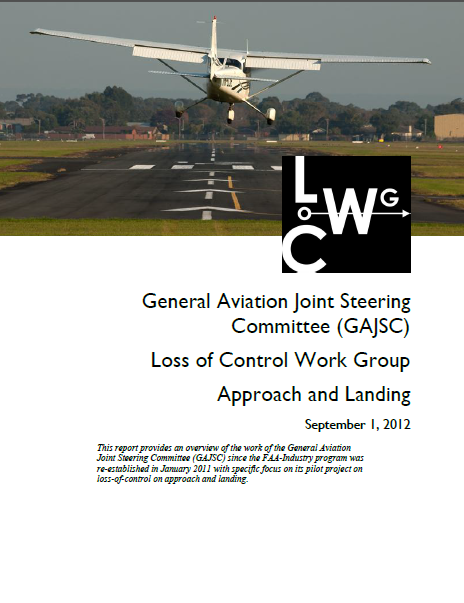 LOC
WG
General Aviation Joint Steering
Committee (GAJSC)
Loss of Control Work Group
Approach and Landing
September 1, 2012
This report provides an overview of the work of the General Aviation
Joint Steering Committee (GAJSC) since the FAA-Industry program was
re-established in January 2011 with specific focus on its pilot project on
loss-of-control on approach and landing.